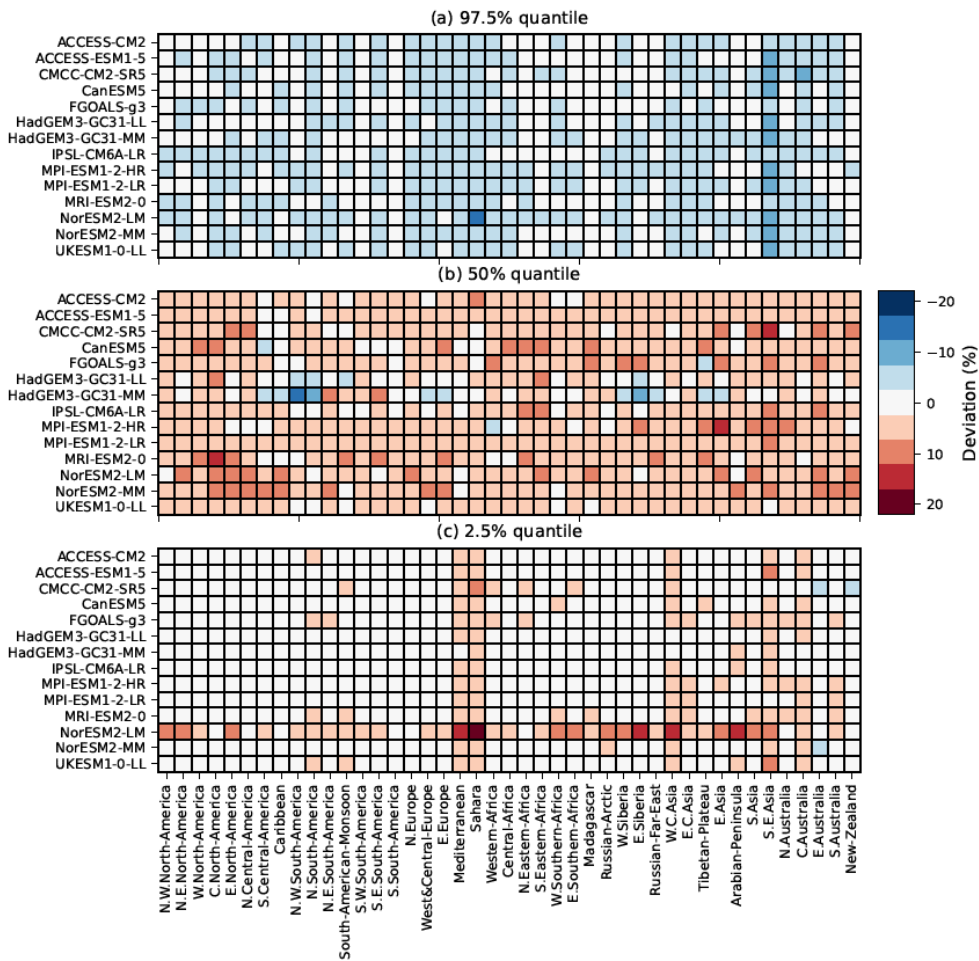 (a) 97.5% quantile
ACCESS-CM2
ACCESS-ESM1-5
CMCC-CM2-SR5
CanESM5
FGOALS-g3
HadGEM3-GC31-LL
HadGEM3-GC31-MM
IPSL-CM6A-LR
MPI-ESM1-2-HR
MPI-ESM1-2-LR
MRI-ESM2-0
NorESM2-LM
NorESM2-MM
UKESM1-0-LL
(b) 50% quantile
ACCESS-CM2
ACCESS-ESM1-5
CMCC-CM2-SR5
CanESM5
FGOALS-g3
HadGEM3-GC31-LL
HadGEM3-GC31-MM
IPSL-CM6A-LR
MPI-ESM1-2-HR
MPI-ESM1-2-LR
MRI-ESM2-0
NorESM2-LM
NorESM2-MM
UKESM1-0-LL
−20
−10
0
10
20
Deviation (%)
(c) 2.5% quantile
ACCESS-CM2
ACCESS-ESM1-5
CMCC-CM2-SR5
CanESM5
FGOALS-g3
HadGEM3-GC31-LL
HadGEM3-GC31-MM
IPSL-CM6A-LR
MPI-ESM1-2-HR
MPI-ESM1-2-LR
MRI-ESM2-0
NorESM2-LM
NorESM2-MM
UKESM1-0-LL
N.W.North-America
N.E.North-America
W.North-America
C.North-America
E.North-America
N.Central-America
S.Central-America
Caribbean
N.W.South-America
N.South-America
N.E.South-America
South-American-Monsoon
S.W.South-America
S.E.South-America
S.South-America
N.Europe
West&Central-Europe
E.Europe
Mediterranean
Sahara
Western-Africa
Central-Africa
N.Eastern-Africa
S.Eastern-Africa
W.Southern-Africa
E.Southern-Africa
Madagascar
Russian-Arctic
W.Siberia
E.Siberia
Russian-Far-East
W.C.Asia
E.C.Asia
Tibetan-Plateau
E.Asia
Arabian-Peninsula
S.Asia
S.E.Asia
N.Australia
C.Australia
E.Australia
S.Australia
New-Zealand